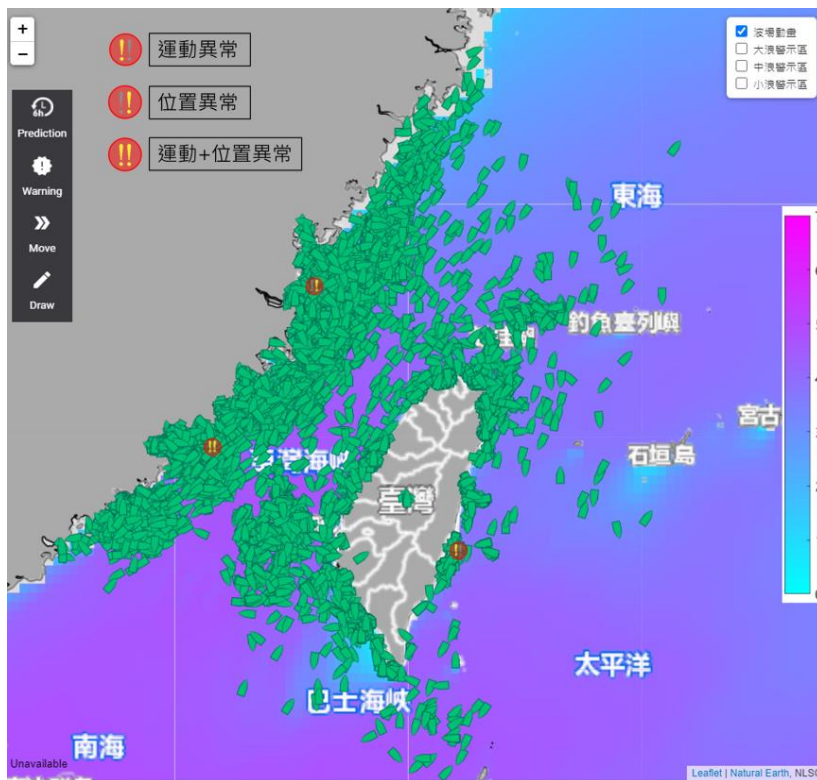 +
−
6h
Prediction
Warning
Move
Draw
運動異常
位置異常
運動+位置異常
波場動畫
大浪警示區
中浪警示區
小浪警示區
東海
釣魚臺列嶼
宮古
石垣島
臺灣海峽
臺灣
太平洋
巴士海峽
南海
Unavailable
Leaflet | Natural Earth, NLSC